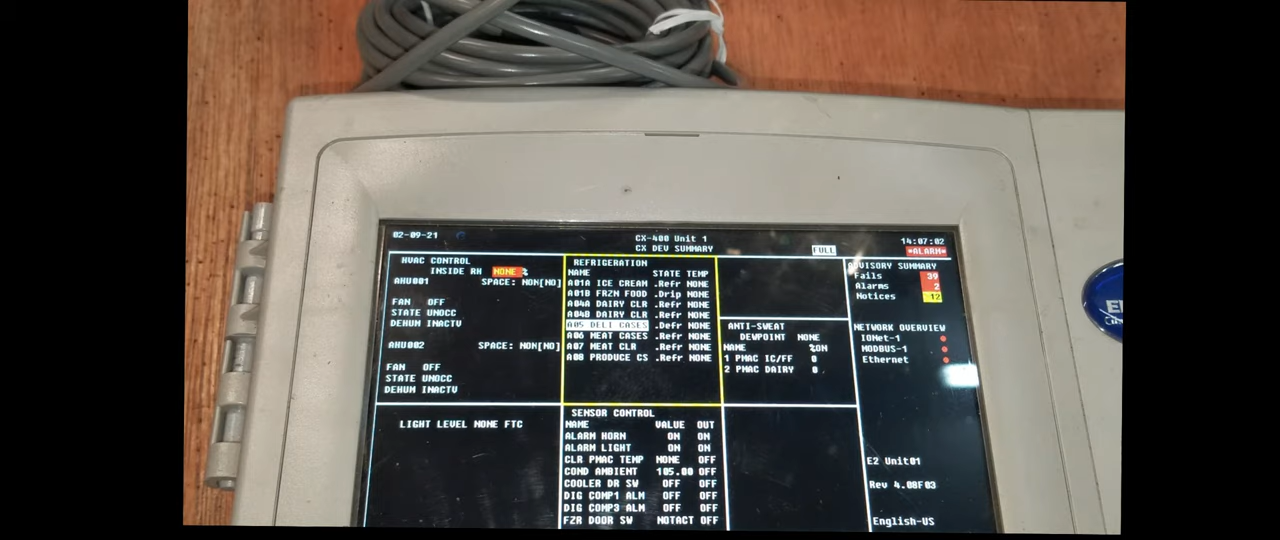 02-09-21
CX-400 Unit 1
14:07:02
CX DEV SUMMARY
FULL
*ALARM*
HVAC CONTROL
INSIDE RH NONE %
AHU001 SPACE: NON[NO]
FAN OFF
STATE UNOCC
DEHUM INACTV
AHU002 SPACE: NON[NO]
FAN OFF
STATE UNOCC
DEHUM INACTV
LIGHT LEVEL NONE FTC
REFRIGERATION
NAME STATE TEMP
A01A ICE CREAM .Refr NONE
A01B FRZN FOOD .Drip NONE
A04A DAIRY CLR .Refr NONE
A04B DAIRY CLR .Refr NONE
A05 DELI CASES .Defr NONE
A06 MEAT CASES .Refr NONE
A07 MEAT CLR .Refr NONE
A08 PRODUCE CS .Refr NONE
SENSOR CONTROL
NAME VALUE OUT
ALARM HORN ON ON
ALARM LIGHT ON ON
CLR PMAC TEMP NONE OFF
COND AMBIENT 105.00 OFF
COOLER DR SW OFF OFF
DIG COMP1 ALM OFF OFF
DIG COMP3 ALM OFF OFF
FZR DOOR SW NOTACT OFF
ANTI-SWEAT
DEWPOINT NONE
NAME %ON
1 PMAC IC/FF 0
2 PMAC DAIRY 0
ADVISORY SUMMARY
Fails 39
Alarms 2
Notices 12
NETWORK OVERVIEW
IONet-1
MODBUS-1
Ethernet
E2 Unit01
Rev 4.08F03
English-US